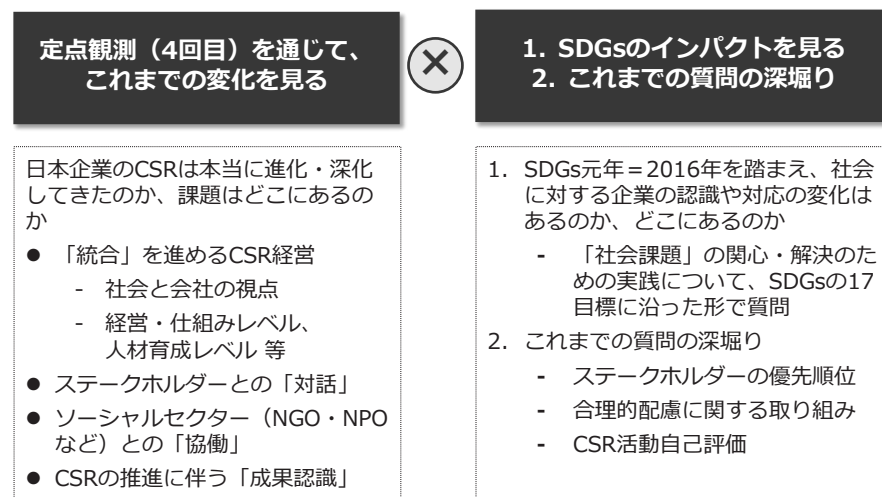 定点観測（4回目）を通じて、
これまでの変化を見る
×
1. SDGsのインパクトを見る
2. これまでの質問の深堀り
日本企業のCSRは本当に進化・深化
してきたのか、課題はどこにあるの
か
● 「統合」を進めるCSR経営
- 社会と会社の視点
- 経営・仕組みレベル、
人材育成レベル 等
● ステークホルダーとの「対話」
● ソーシャルセクター（NGO・NPO
など）との「協働」
● CSRの推進に伴う「成果認識」
1. SDGs元年＝2016年を踏まえ、社会
に対する企業の認識や対応の変化は
あるのか、どこにあるのか
- 「社会課題」の関心・解決のた
めの実践について、SDGsの17
目標に沿った形で質問
2. これまでの質問の深堀り
- ステークホルダーの優先順位
- 合理的配慮に関する取り組み
- CSR活動自己評価